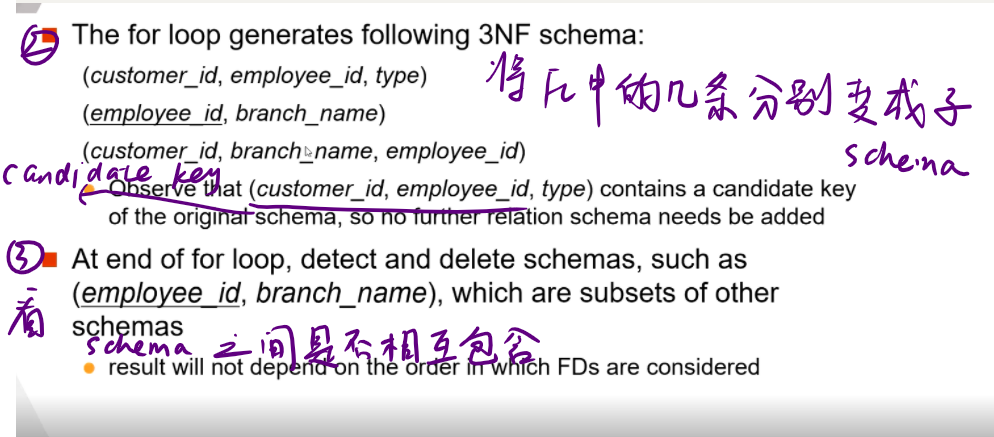 ② The for loop generates following 3NF schema:
(customer_id, employee_id, type)
将Fc中的几条分别变成子
(employee_id, branch_name)
schema
(customer_id, branch_name, employee_id)
candidate key
Observe that (customer_id, employee_id, type) contains a candidate key
of the original schema, so no further relation schema needs be added
③ At end of for loop, detect and delete schemas, such as
(employee_id, branch_name), which are subsets of other
看
schemas
schema 之间是否相互包含
result will not depend on the order in which FDs are considered